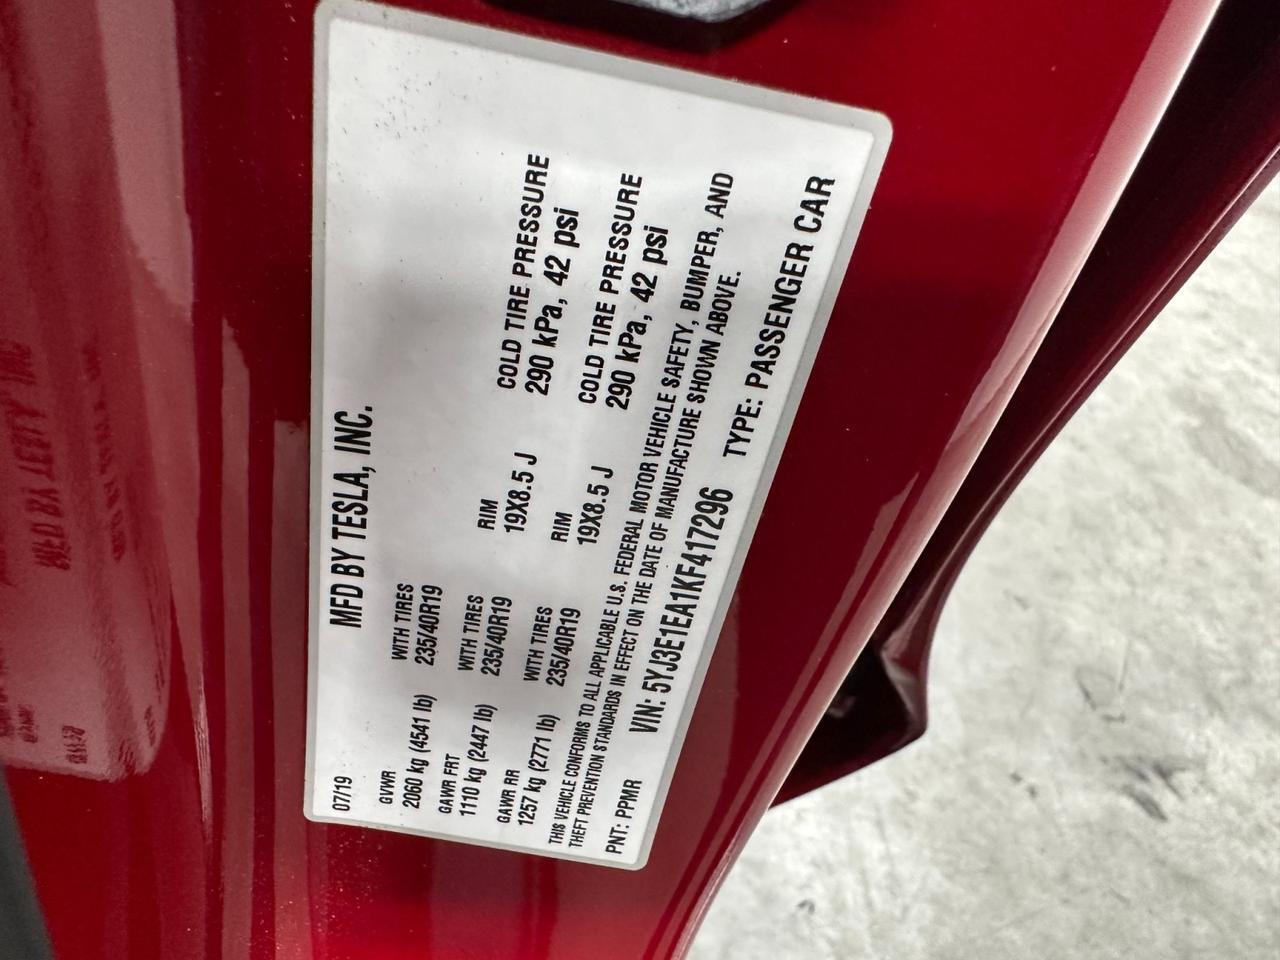 MFD BY TESLA, INC.
07/19
GVWR WITH TIRES RIM COLD TIRE PRESSURE
2060 kg (4541 lb) 235/40R19 19X8.5 J 290 kPa, 42 psi
GAWR FRT WITH TIRES RIM COLD TIRE PRESSURE
1110 kg (2447 lb) 235/40R19 19X8.5 J 290 kPa, 42 psi
GAWR RR WITH TIRES
1257 kg (2771 lb) 235/40R19
THIS VEHICLE CONFORMS TO ALL APPLICABLE U.S. FEDERAL MOTOR VEHICLE SAFETY, BUMPER, AND
THEFT PREVENTION STANDARDS IN EFFECT ON THE DATE OF MANUFACTURE SHOWN ABOVE.
PNT: PPMR VIN: 5YJ3E1EA1KF417296 TYPE: PASSENGER CAR